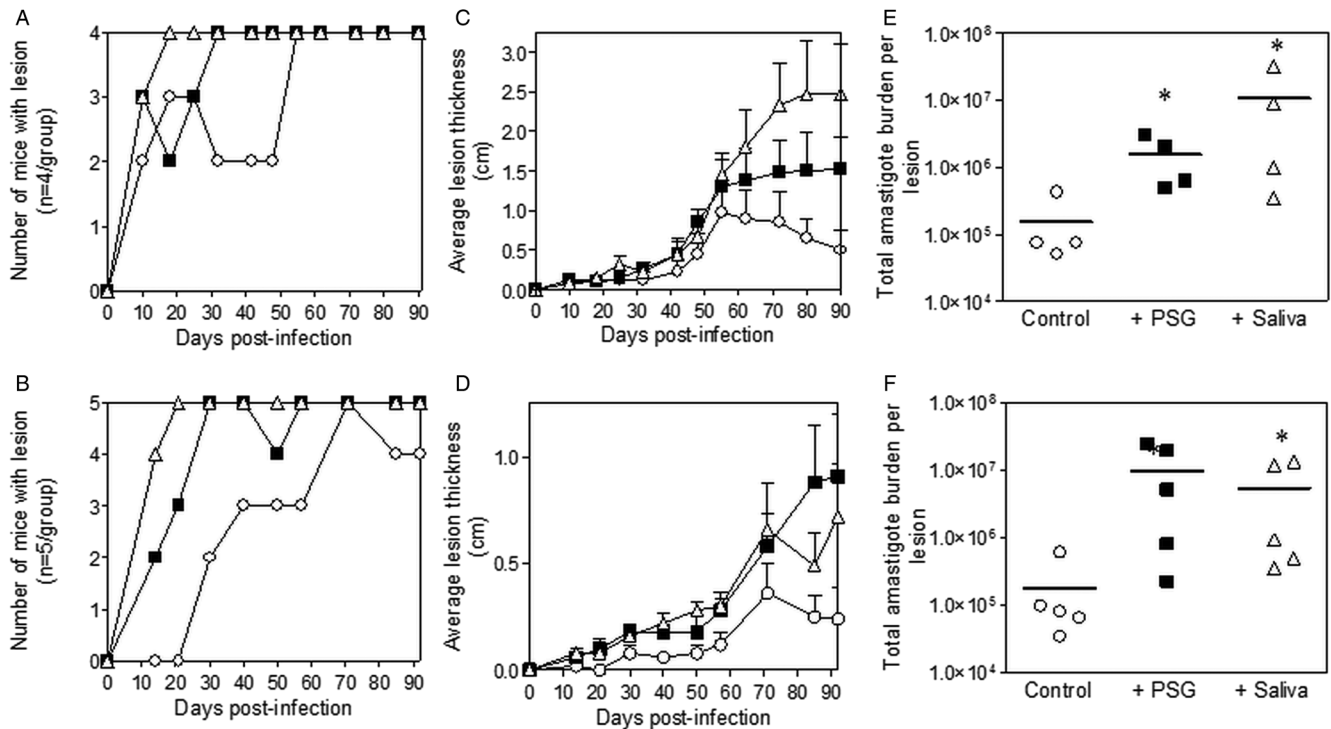 A
Number of mice with lesion
(n=4/group)
4
3
2
1
0
0 10 20 30 40 50 60 70 80 90
Days post-infection
C
Average lesion thickness
(cm)
3.0
2.5
2.0
1.5
1.0
0.5
0.0
0 10 20 30 40 50 60 70 80 90
Days post-infection
E
Total amastigote burden per
lesion
1.0×10⁸
1.0×10⁷
1.0×10⁶
1.0×10⁵
1.0×10⁴
*
*
Control + PSG + Saliva
B
Number of mice with lesion
(n=5/group)
5
4
3
2
1
0
0 10 20 30 40 50 60 70 80 90
Days post-infection
D
Average lesion thickness
(cm)
1.0
0.5
0.0
0 10 20 30 40 50 60 70 80 90
Days post-infection
F
Total amastigote burden per
lesion
1.0×10⁸
1.0×10⁷
1.0×10⁶
1.0×10⁵
1.0×10⁴
*
*
Control + PSG + Saliva